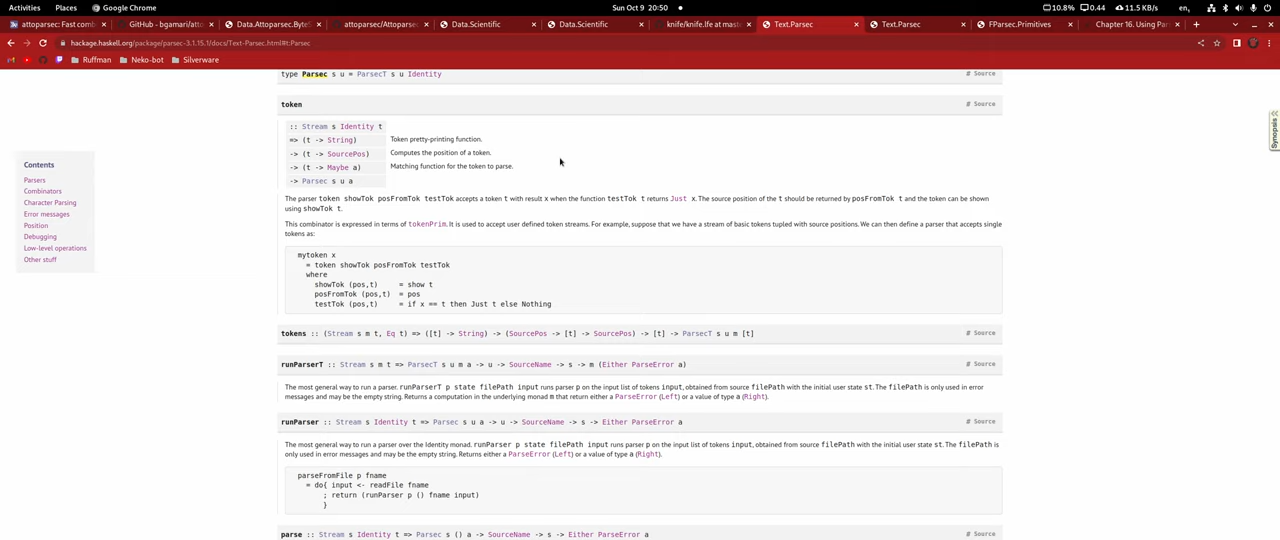 Activities Places Google Chrome Sun Oct 9 20:50 10.8% 0.44 11.5 KB/s en
attoparsec: Fast comb GitHub - bgamari/atto Data.Attoparsec.ByteS attoparsec/Attoparsec Data.Scientific Data.Scientific knife/knife.lfe at mast Text.Parsec Text.Parsec FParsec.Primitives Chapter 16. Using Par
hackage.haskell.org/package/parsec-3.1.15.1/docs/Text-Parsec.html#t:Parsec
Ruffman Neko-bot Silverware
type Parsec s u = ParsecT s u Identity Source
token Source
:: Stream s Identity t
=> (t -> String) Token pretty-printing function.
-> (t -> SourcePos) Computes the position of a token.
-> (t -> Maybe a) Matching function for the token to parse.
-> Parsec s u a
The parser token showTok posFromTok testTok accepts a token t with result x when the function testTok t returns Just x. The source position of the t should be returned by posFromTok t and the token can be shown
using showTok t.
This combinator is expressed in terms of tokenPrim. It is used to accept user defined token streams. For example, suppose that we have a stream of basic tokens tupled with source positions. We can then define a parser that accepts single
tokens as:
mytoken x
= token showTok posFromTok testTok
where
showTok (pos,t) = show t
posFromTok (pos,t) = pos
testTok (pos,t) = if x == t then Just t else Nothing
tokens :: (Stream s m t, Eq t) => ([t] -> String) -> (SourcePos -> [t] -> SourcePos) -> [t] -> ParsecT s u m [t] Source
runParserT :: Stream s m t => ParsecT s u m a -> u -> SourceName -> s -> m (Either ParseError a) Source
The most general way to run a parser. runParserT p state filePath input runs parser p on the input list of tokens input, obtained from source filePath with the initial user state st. The filePath is only used in error
messages and may be the empty string. Returns a computation in the underlying monad m that return either a ParseError (Left) or a value of type a (Right).
runParser :: Stream s Identity t => Parsec s u a -> u -> SourceName -> s -> Either ParseError a Source
The most general way to run a parser over the Identity monad. runParser p state filePath input runs parser p on the input list of tokens input, obtained from source filePath with the initial user state st. The filePath is
only used in error messages and may be the empty string. Returns either a ParseError (Left) or a value of type a (Right).
parseFromFile p fname
= do{ input <- readFile fname
; return (runParser p () fname input)
}
parse :: Stream s Identity t => Parsec s () a -> SourceName -> s -> Either ParseError a Source
Contents
Parsers
Combinators
Character Parsing
Error messages
Position
Debugging
Low-level operations
Other stuff
Synopsis